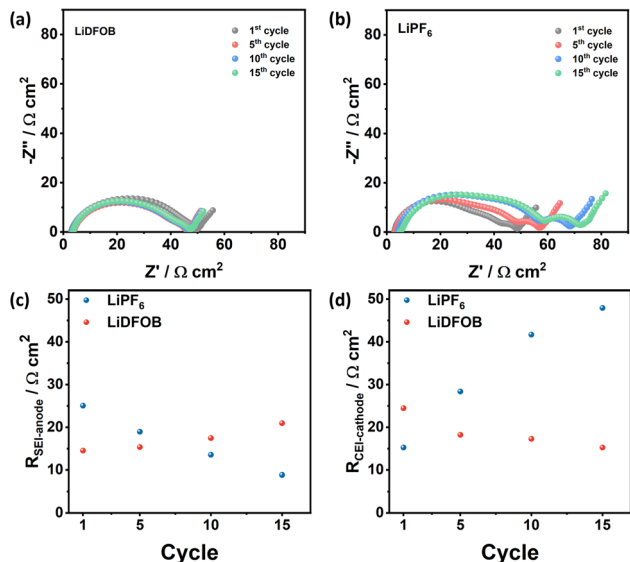 (a)
LiDFOB
1st cycle
5th cycle
10th cycle
15th cycle
80
60
40
20
0
-Z'' / Ω cm²
0 20 40 60 80
Z' / Ω cm²
(b)
LiPF₆
1st cycle
5th cycle
10th cycle
15th cycle
80
60
40
20
0
-Z'' / Ω cm²
0 20 40 60 80
Z' / Ω cm²
(c)
LiPF₆
LiDFOB
50
40
30
20
10
0
R_SEI-anode / Ω cm²
1 5 10 15
Cycle
(d)
LiPF₆
LiDFOB
50
40
30
20
10
0
R_CEI-cathode / Ω cm²
1 5 10 15
Cycle